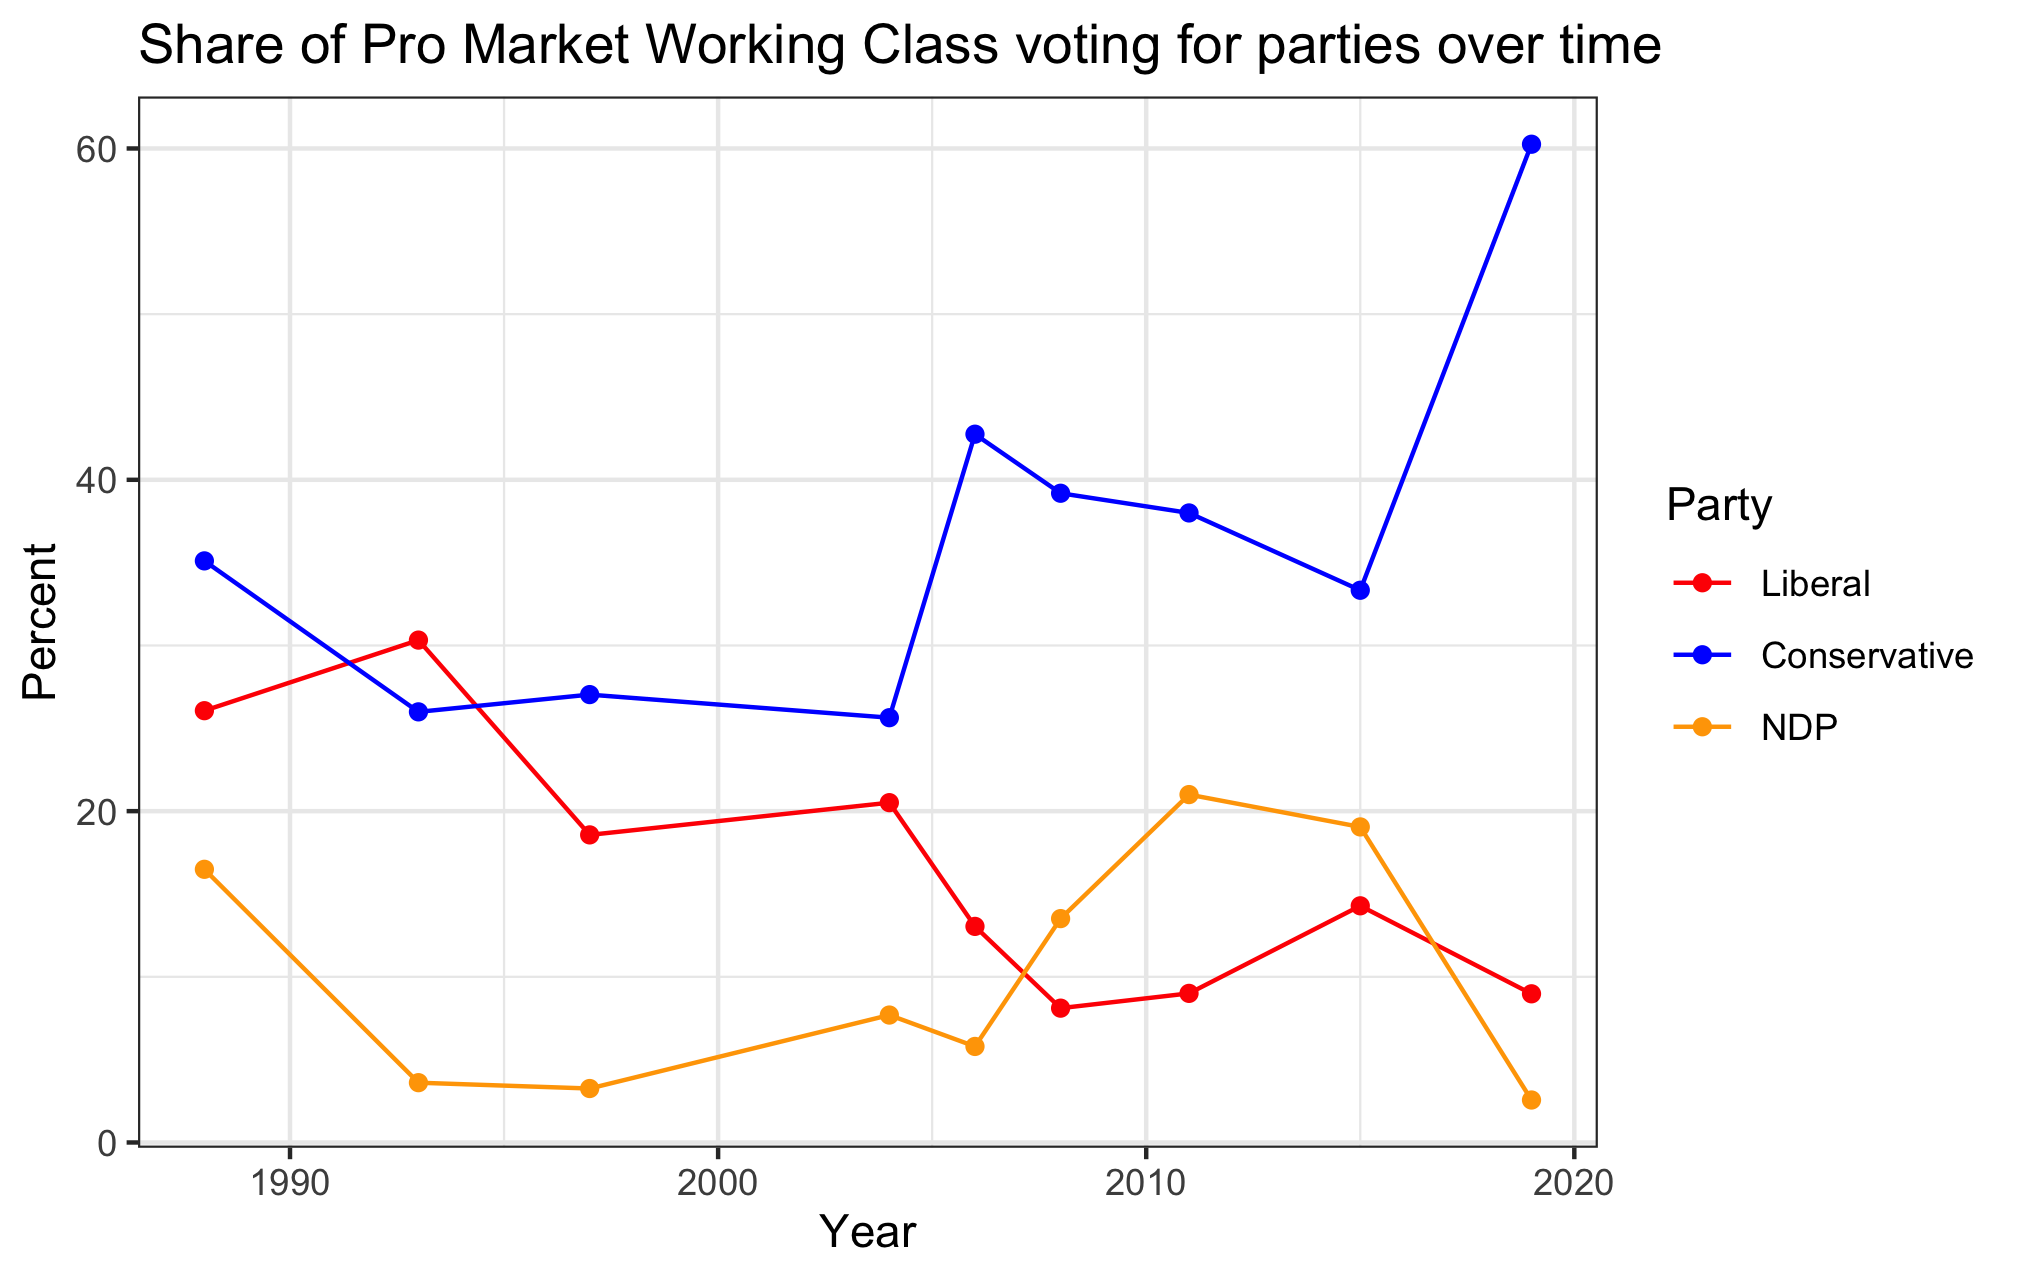 Share of Pro Market Working Class voting for parties over time
Percent
60
40
20
0
1990 2000 2010 2020
Year
Party
Liberal
Conservative
NDP